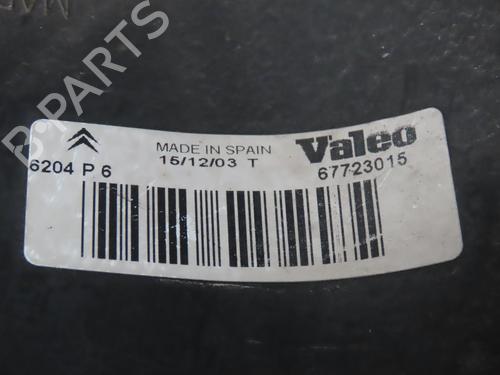 B-PARTS
MADE IN SPAIN
Valeo
6204 P 6
15/12/03 T
67723015